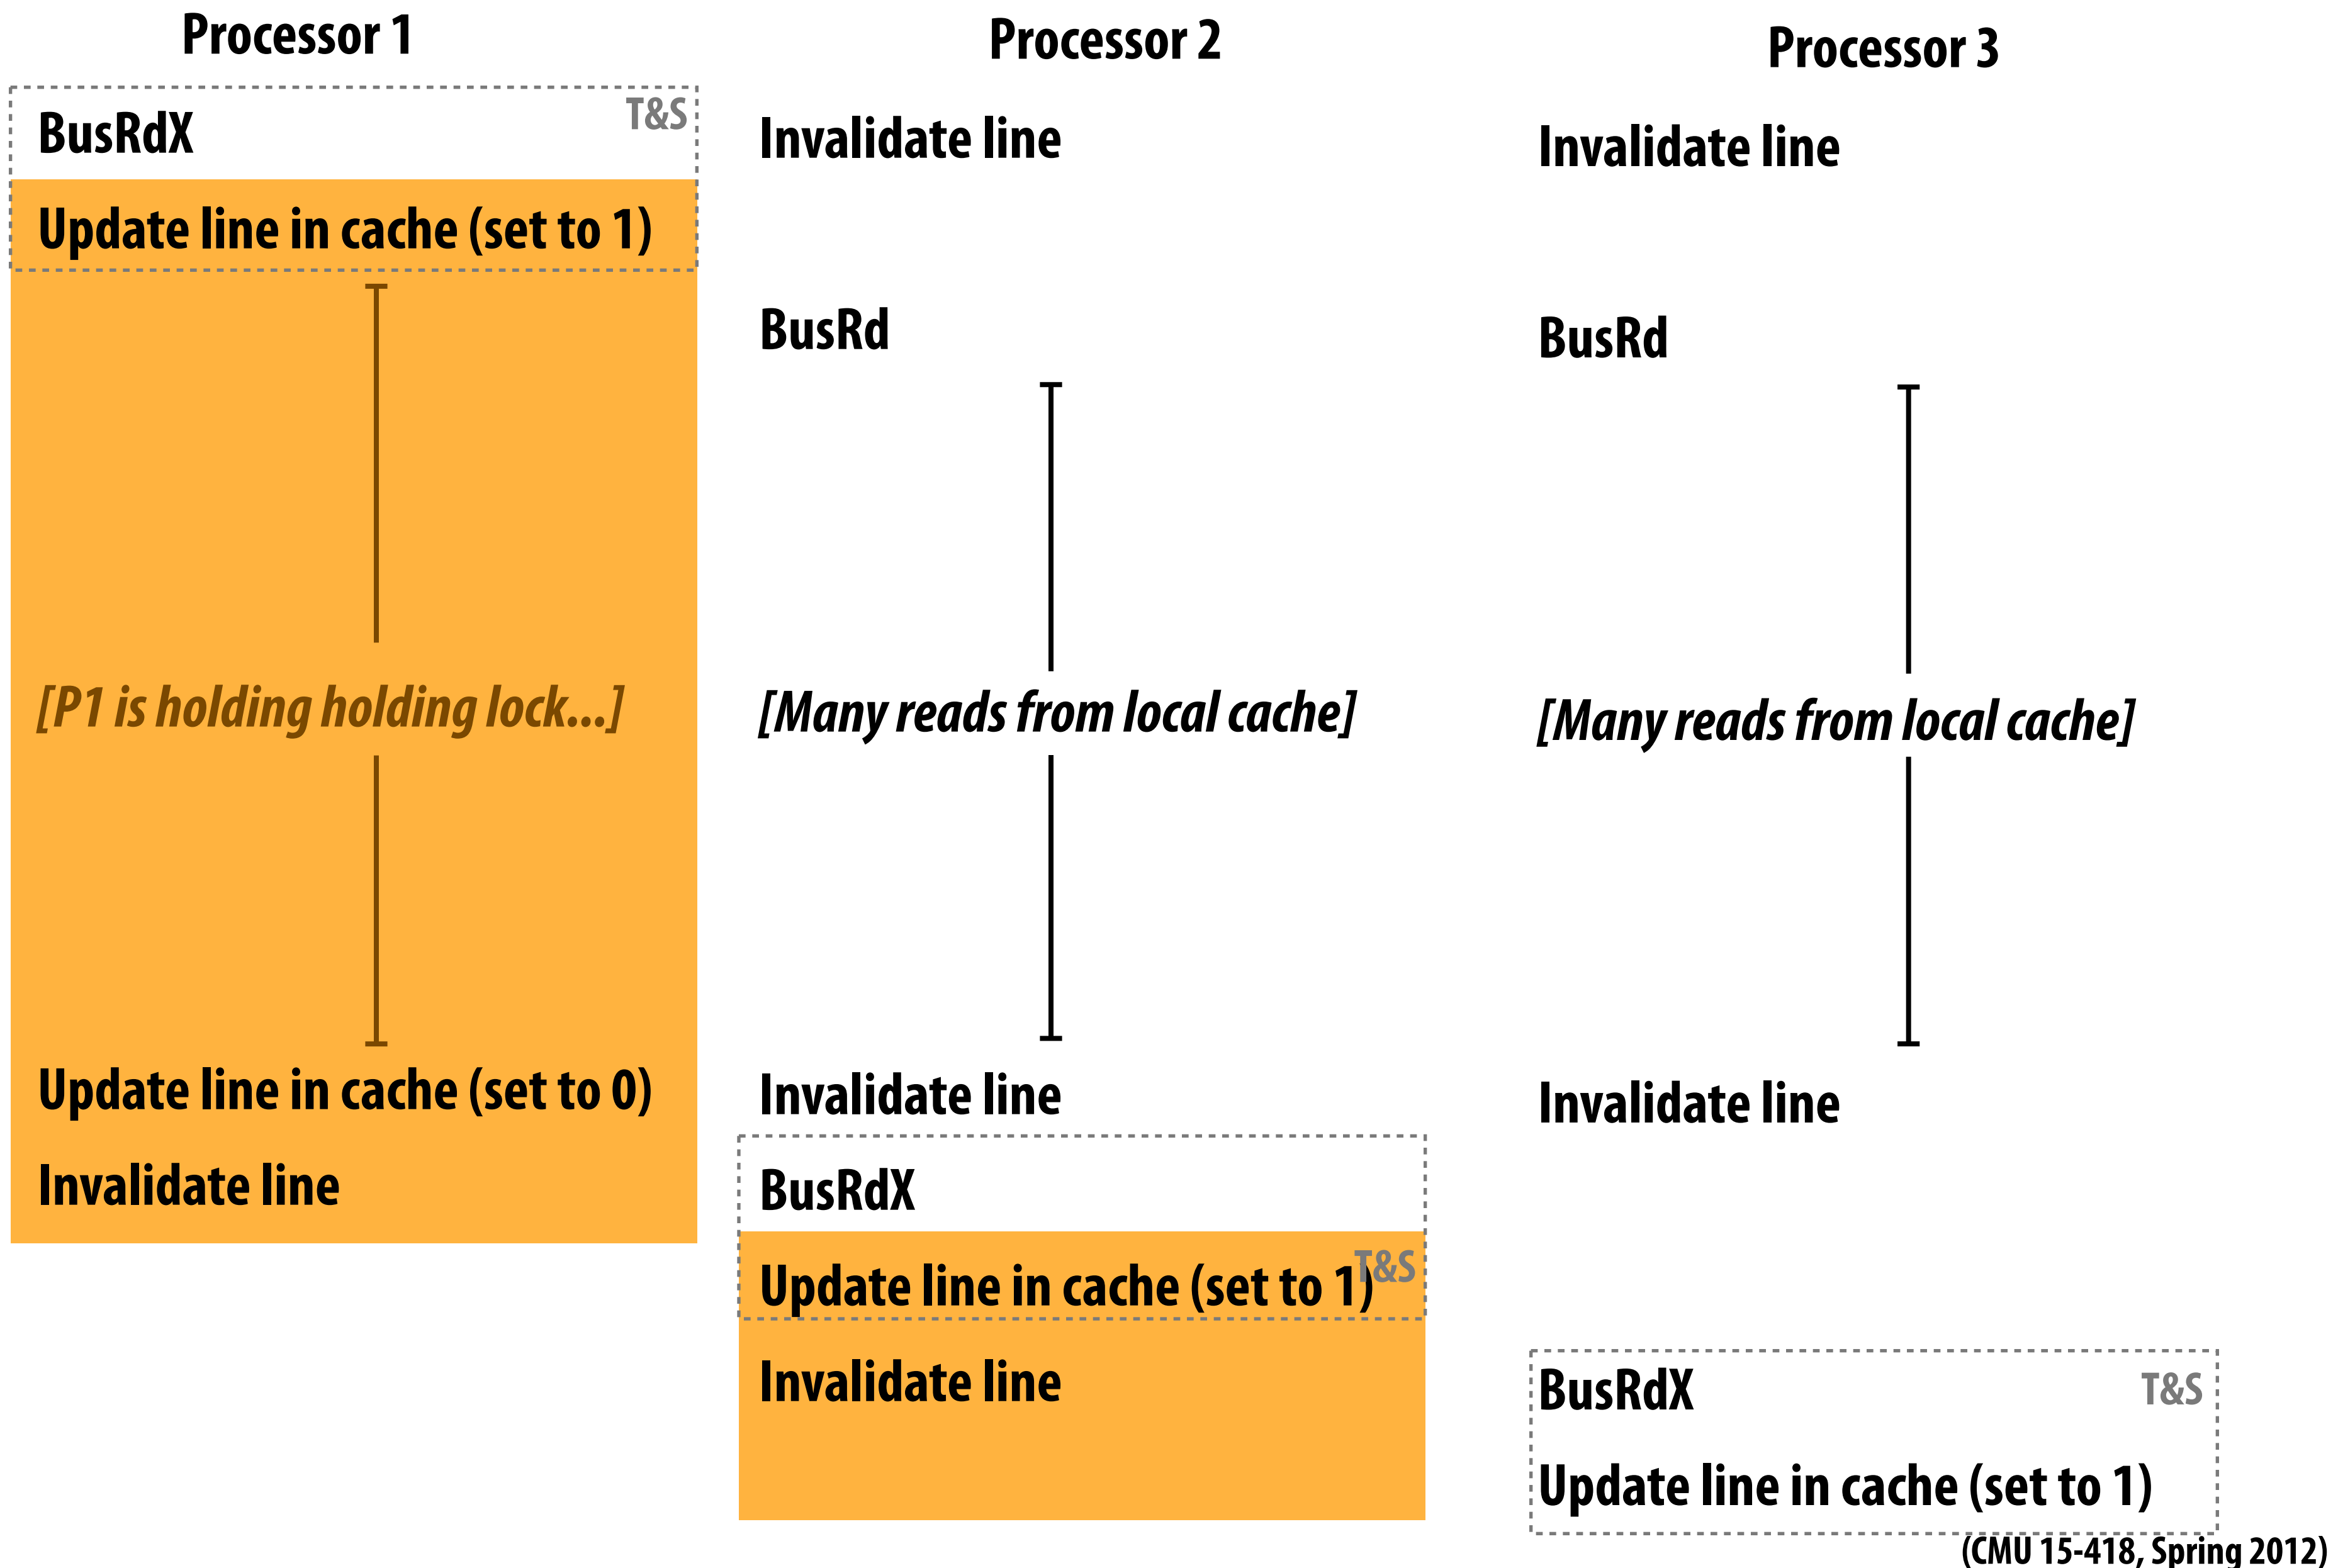 Processor 1
BusRdX
T&S
Update line in cache (set to 1)
[P1 is holding holding lock...]
Update line in cache (set to 0)
Invalidate line
Processor 2
Invalidate line
BusRd
[Many reads from local cache]
Invalidate line
BusRdX
T&S
Update line in cache (set to 1)
Invalidate line
Processor 3
Invalidate line
BusRd
[Many reads from local cache]
Invalidate line
BusRdX
T&S
Update line in cache (set to 1)
(CMU 15-418, Spring 2012)